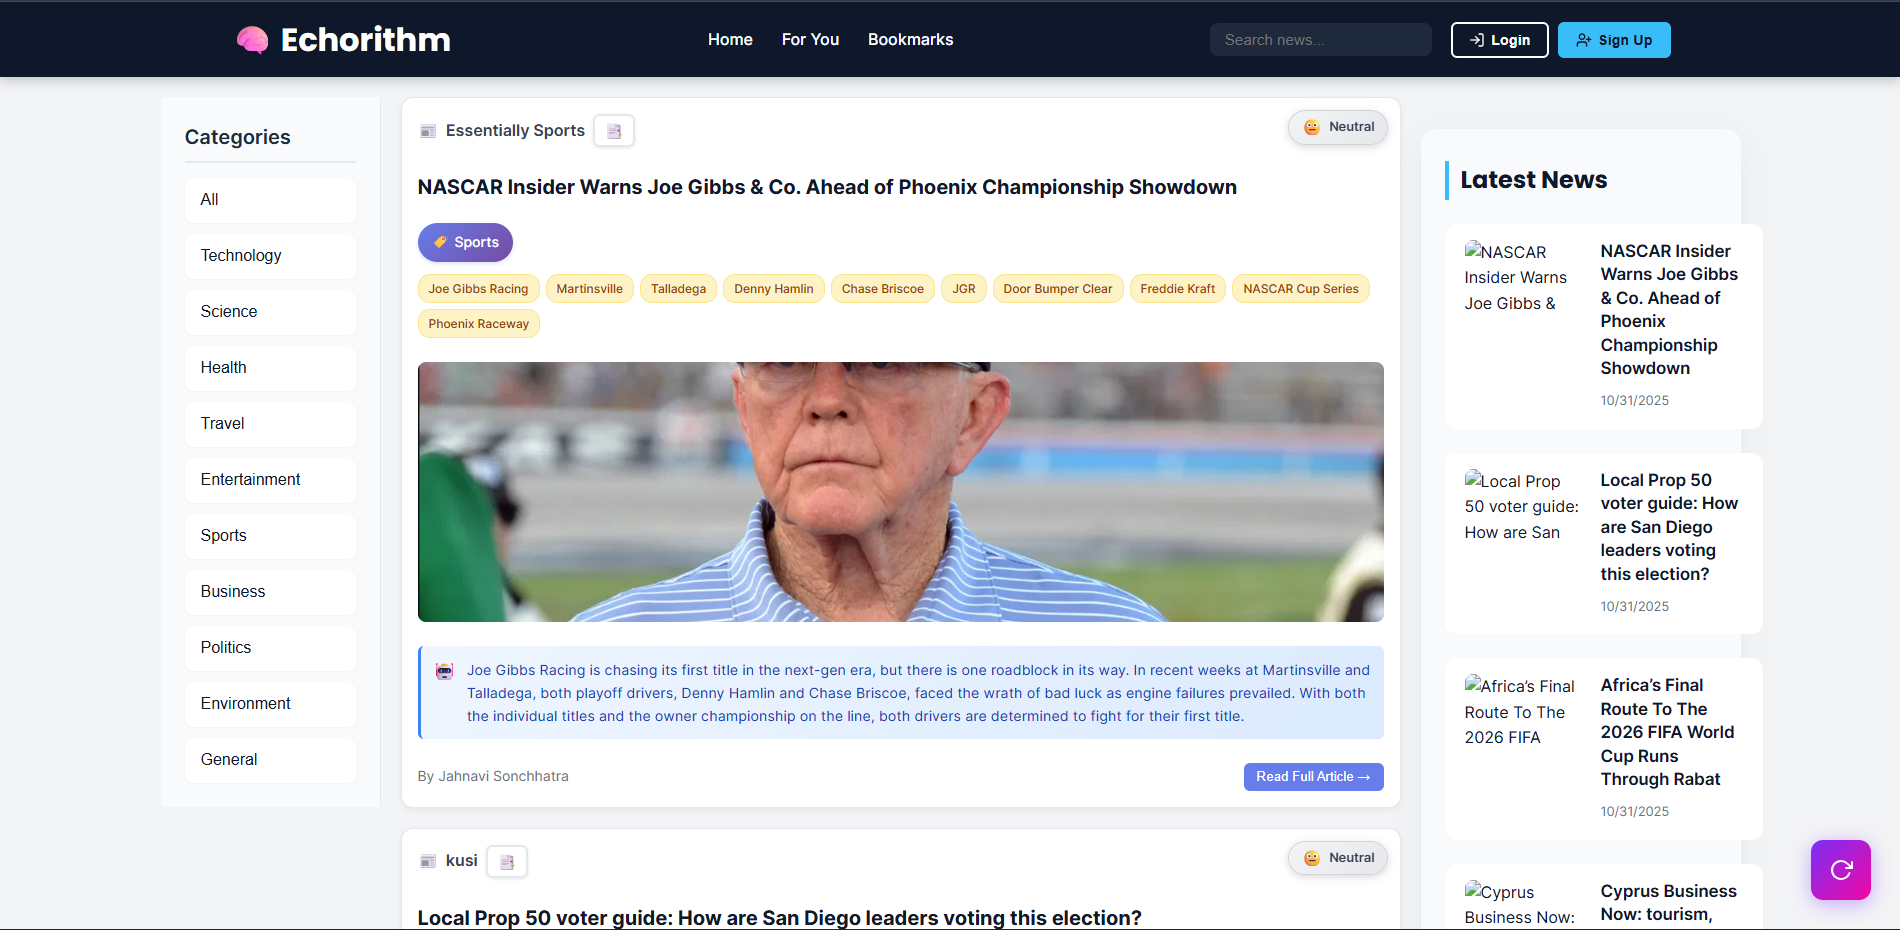 Echorithm
Home
For You
Bookmarks
Search news...
Login
Sign Up
Categories
All
Technology
Science
Health
Travel
Entertainment
Sports
Business
Politics
Environment
General
Essentially Sports
Neutral
NASCAR Insider Warns Joe Gibbs & Co. Ahead of Phoenix Championship Showdown
Sports
Joe Gibbs Racing
Martinsville
Talladega
Denny Hamlin
Chase Briscoe
JGR
Door Bumper Clear
Freddie Kraft
NASCAR Cup Series
Phoenix Raceway
Joe Gibbs Racing is chasing its first title in the next-gen era, but there is one roadblock in its way. In recent weeks at Martinsville and
Talladega, both playoff drivers, Denny Hamlin and Chase Briscoe, faced the wrath of bad luck as engine failures prevailed. With both
the individual titles and the owner championship on the line, both drivers are determined to fight for their first title.
By Jahnavi Sonchhatra
Read Full Article →
kusi
Neutral
Local Prop 50 voter guide: How are San Diego leaders voting this election?
Latest News
NASCAR
Insider Warns
Joe Gibbs &
NASCAR Insider
Warns Joe Gibbs
& Co. Ahead of
Phoenix
Championship
Showdown
10/31/2025
Local Prop
50 voter guide:
How are San
Local Prop 50
voter guide: How
are San Diego
leaders voting
this election?
10/31/2025
Africa’s Final
Route To The
2026 FIFA
Africa’s Final
Route To The
2026 FIFA World
Cup Runs
Through Rabat
10/31/2025
Cyprus
Business Now:
Cyprus Business
Now: tourism,